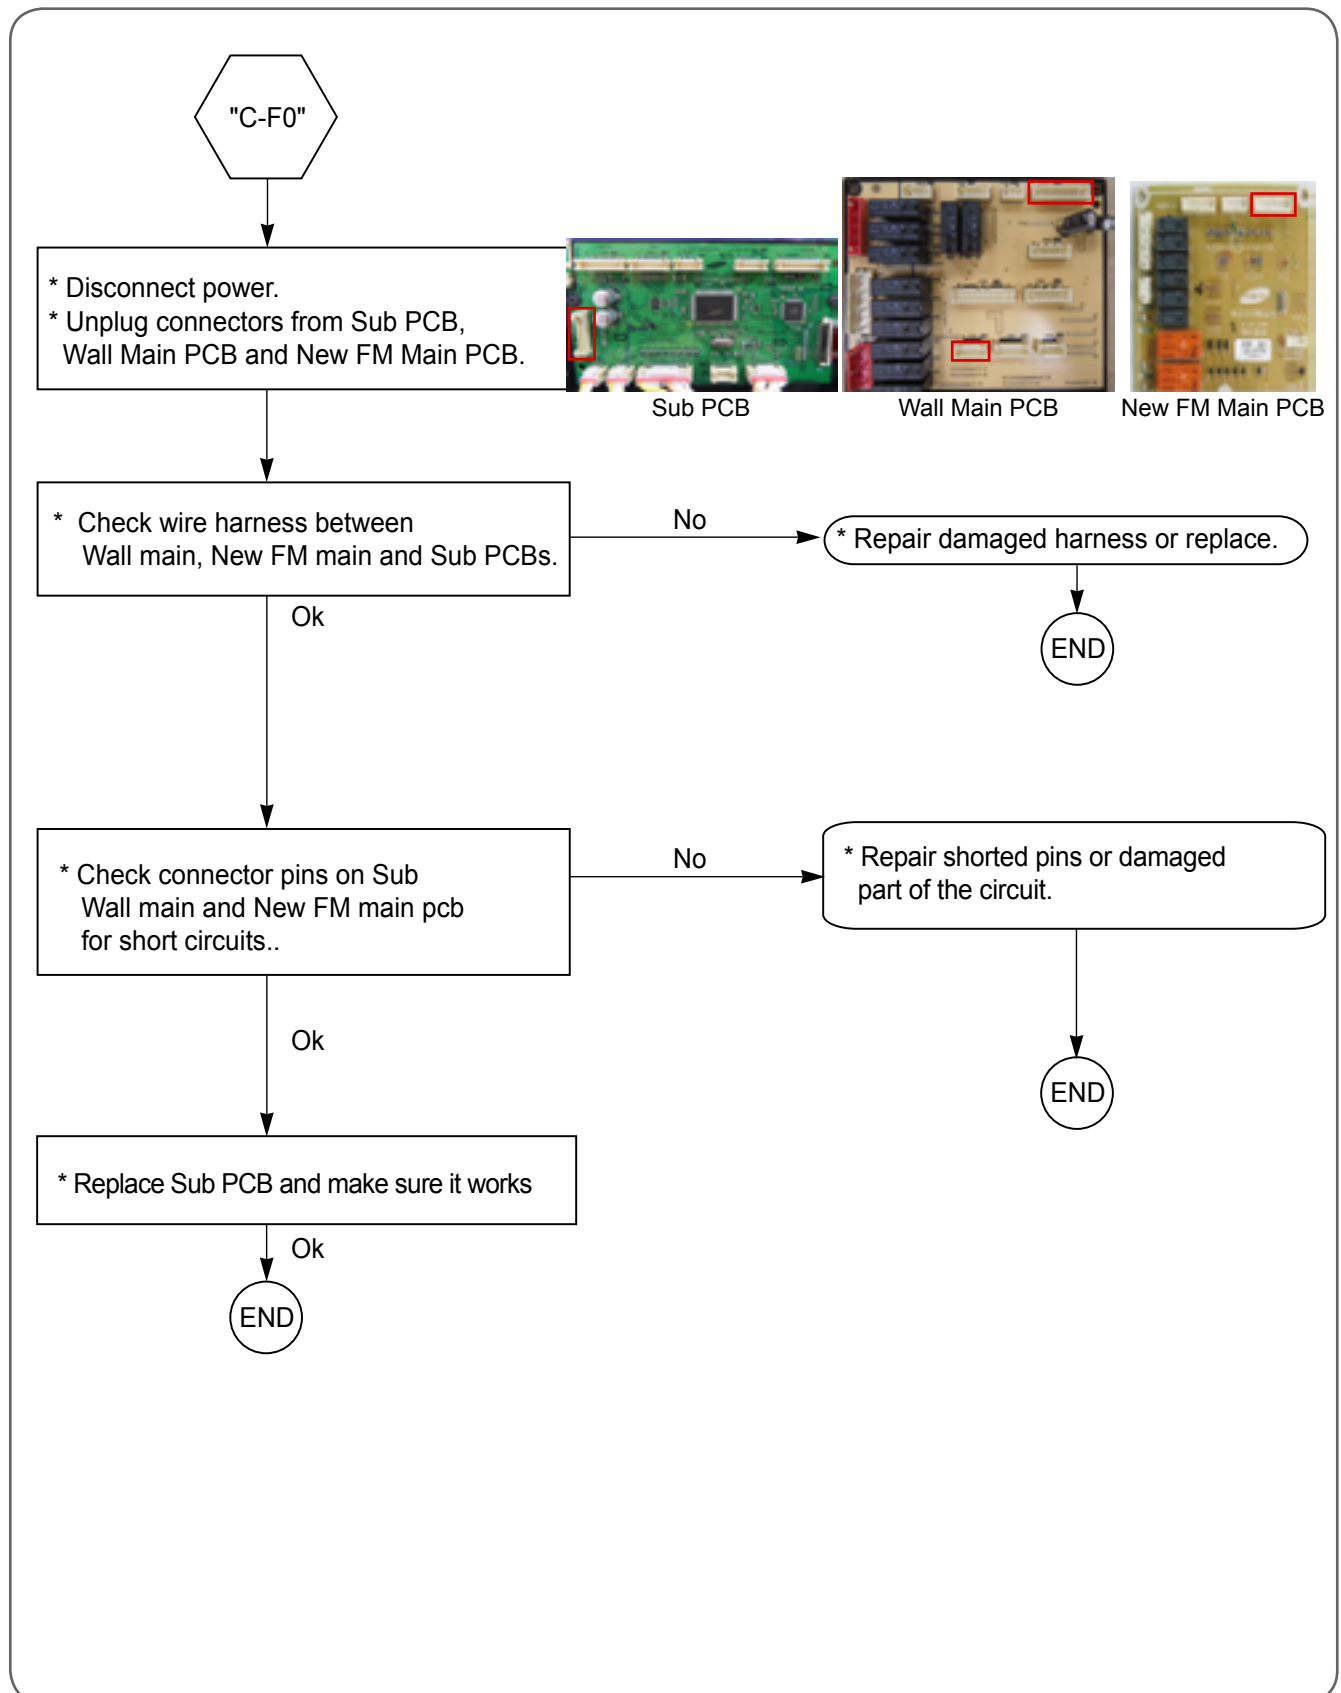 "C-F0"
* Disconnect power.
* Unplug connectors from Sub PCB,
Wall Main PCB and New FM Main PCB.
Sub PCB
Wall Main PCB
New FM Main PCB
* Check wire harness between
Wall main, New FM main and Sub PCBs.
No
* Repair damaged harness or replace.
Ok
END
* Check connector pins on Sub
Wall main and New FM main pcb
for short circuits..
No
* Repair shorted pins or damaged
part of the circuit.
Ok
END
* Replace Sub PCB and make sure it works
Ok
END